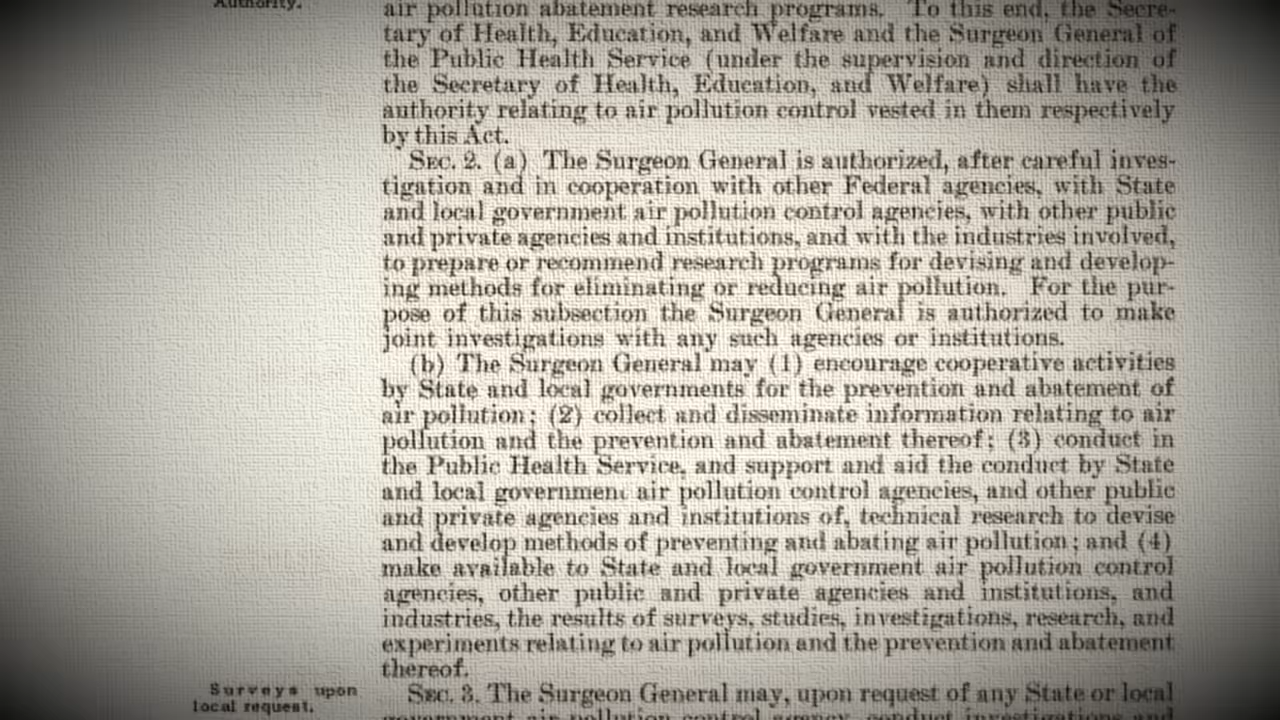 Authority.
air pollution abatement research programs. To this end, the Secre-
tary of Health, Education, and Welfare and the Surgeon General of
the Public Health Service (under the supervision and direction of
the Secretary of Health, Education, and Welfare) shall have the
authority relating to air pollution control vested in them respectively
by this Act.
SEC. 2. (a) The Surgeon General is authorized, after careful inves-
tigation and in cooperation with other Federal agencies, with State
and local government air pollution control agencies, with other public
and private agencies and institutions, and with the industries involved,
to prepare or recommend research programs for devising and develop-
ing methods for eliminating or reducing air pollution. For the pur-
pose of this subsection the Surgeon General is authorized to make
joint investigations with any such agencies or institutions.
(b) The Surgeon General may (1) encourage cooperative activities
by State and local governments for the prevention and abatement of
air pollution; (2) collect and disseminate information relating to air
pollution and the prevention and abatement thereof; (3) conduct in
the Public Health Service, and support and aid the conduct by State
and local government air pollution control agencies, and other public
and private agencies and institutions of, technical research to devise
and develop methods of preventing and abating air pollution; and (4)
make available to State and local government air pollution control
agencies, other public and private agencies and institutions, and
industries, the results of surveys, studies, investigations, research, and
experiments relating to air pollution and the prevention and abatement
thereof.
Surveys upon
local request.
SEC. 3. The Surgeon General may, upon request of any State or local
government air pollution control agency, conduct investigations and